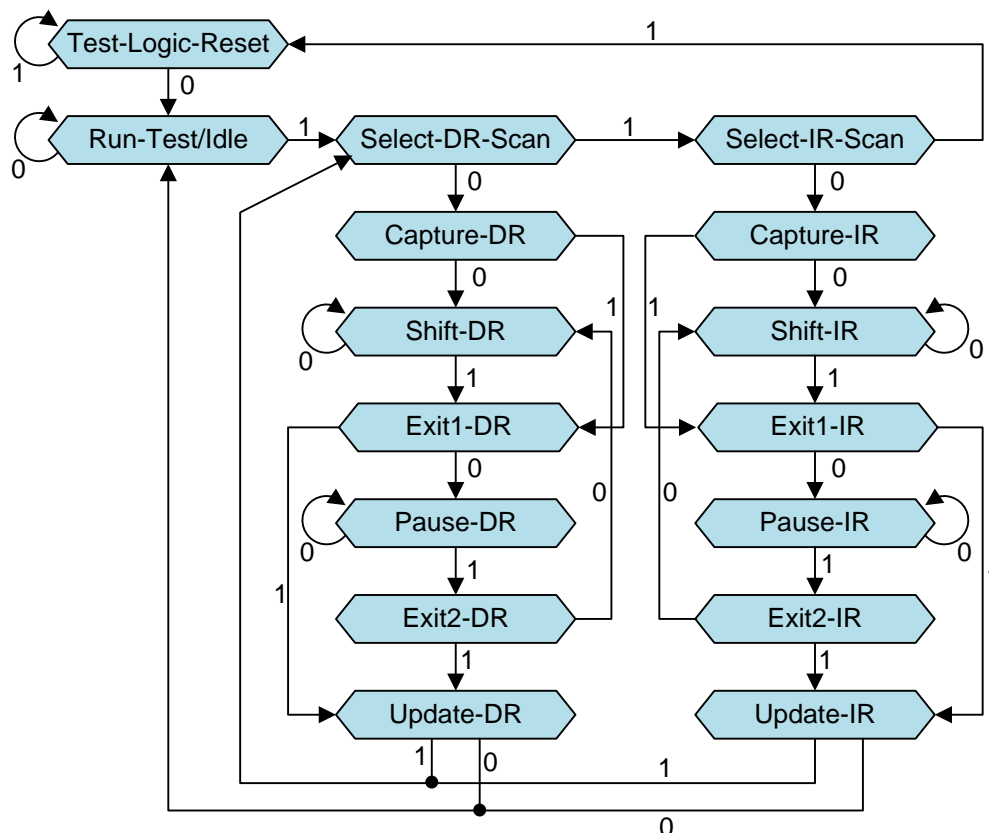 1
Test-Logic-Reset
1
0
Run-Test/Idle
1
Select-DR-Scan
1
Select-IR-Scan
0
0
0
Capture-DR
Capture-IR
0
0
1
1
Shift-DR
Shift-IR
0
0
1
1
Exit1-DR
Exit1-IR
0
0
0
0
Pause-DR
Pause-IR
0
0
1
1
1
Exit2-DR
Exit2-IR
1
1
Update-DR
Update-IR
1
0
1
0